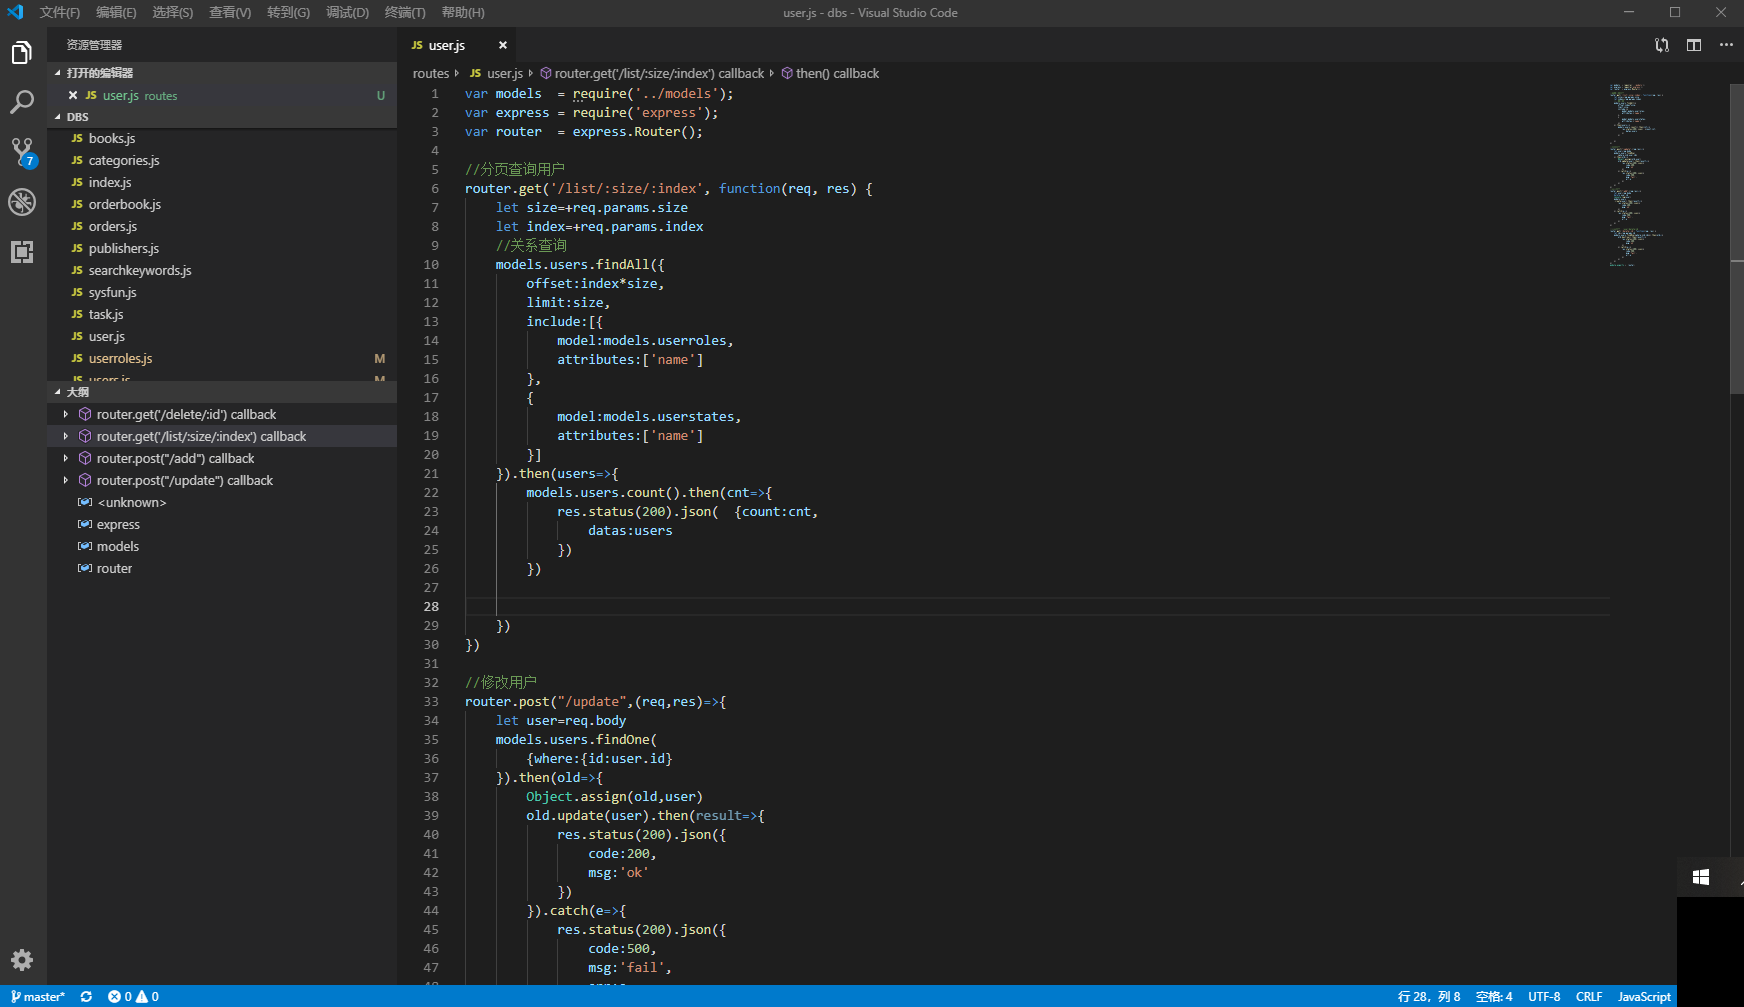 文件(F) 编辑(E) 选择(S) 查看(V) 转到(G) 调试(D) 终端(T) 帮助(H)
user.js - dbs - Visual Studio Code
资源管理器
打开的编辑器
JS user.js routes U
DBS
JS books.js
JS categories.js
JS index.js
JS orderbook.js
JS orders.js
JS publishers.js
JS searchkeywords.js
JS sysfun.js
JS task.js
JS user.js
JS userroles.js M
JS users.js M
大纲
router.get('/delete/:id') callback
router.get('/list/:size/:index') callback
router.post("/add") callback
router.post("/update") callback
<unknown>
express
models
router
7
JS user.js
routes JS user.js router.get('/list/:size/:index') callback then() callback
1 var models  = require('../models');
2 var express = require('express');
3 var router  = express.Router();
4
5 //分页查询用户
6 router.get('/list/:size/:index', function(req, res) {
7     let size=+req.params.size
8     let index=+req.params.index
9     //关系查询
10     models.users.findAll({
11         offset:index*size,
12         limit:size,
13         include:[{
14             model:models.userroles,
15             attributes:['name']
16         },
17         {
18             model:models.userstates,
19             attributes:['name']
20         }]
21     }).then(users=>{
22         models.users.count().then(cnt=>{
23             res.status(200).json(  {count:cnt,
24                 datas:users
25             })
26         })
27
28
29     })
30 })
31
32 //修改用户
33 router.post("/update",(req,res)=>{
34     let user=req.body
35     models.users.findOne(
36         {where:{id:user.id}
37     }).then(old=>{
38         Object.assign(old,user)
39         old.update(user).then(result=>{
40             res.status(200).json({
41                 code:200,
42                 msg:'ok'
43             })
44         }).catch(e=>{
45             res.status(200).json({
46                 code:500,
47                 msg:'fail',
master* 0 0 行 28，列 8 空格: 4 UTF-8 CRLF JavaScript